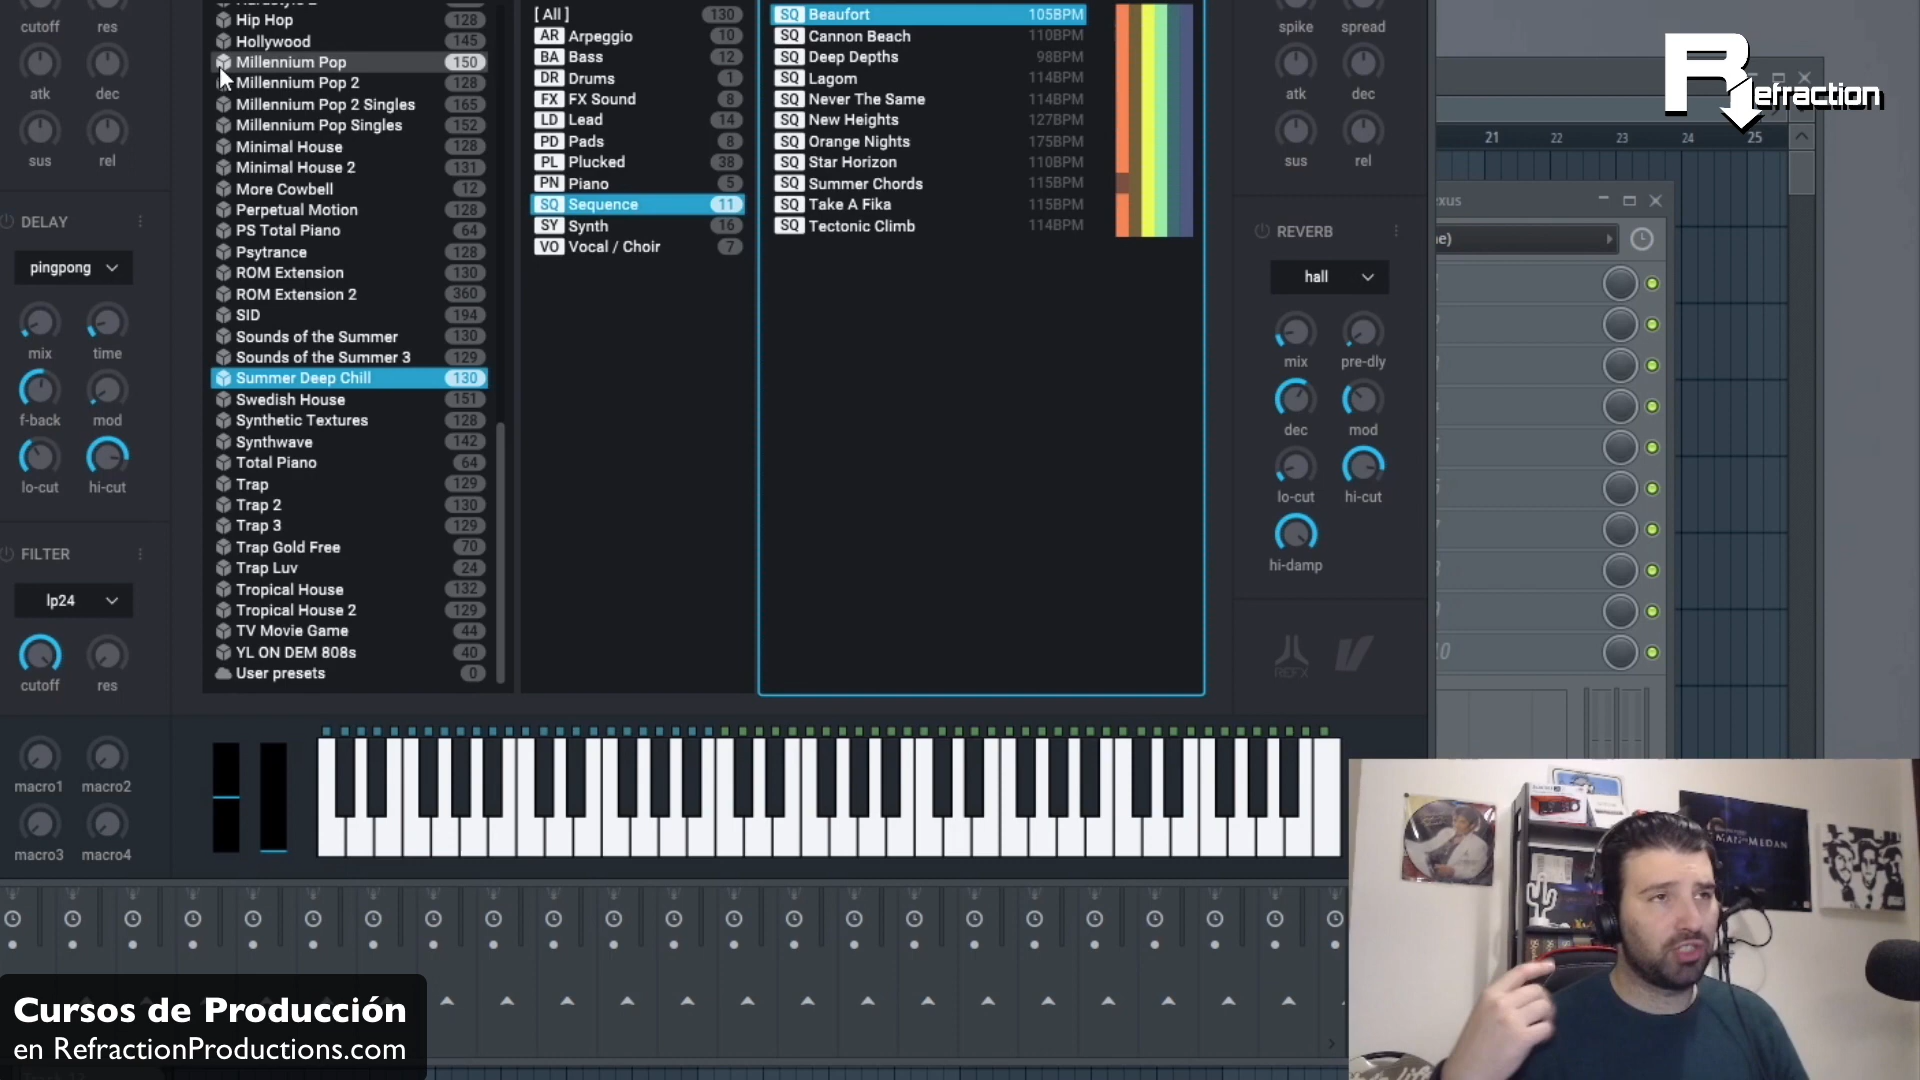 cutoff
res
atk
dec
sus
rel
DELAY
pingpong
mix
time
f-back
mod
lo-cut
hi-cut
FILTER
lp24
cutoff
res
macro1
macro2
macro3
macro4
Hip Hop 128
Hollywood 145
Millennium Pop 150
Millennium Pop 2 128
Millennium Pop 2 Singles 165
Millennium Pop Singles 152
Minimal House 128
Minimal House 2 131
More Cowbell 12
Perpetual Motion 128
PS Total Piano 64
Psytrance 128
ROM Extension 130
ROM Extension 2 360
SID 194
Sounds of the Summer 130
Sounds of the Summer 3 129
Summer Deep Chill 130
Swedish House 151
Synthetic Textures 128
Synthwave 142
Total Piano 64
Trap 129
Trap 2 130
Trap 3 129
Trap Gold Free 70
Trap Luv 24
Tropical House 132
Tropical House 2 129
TV Movie Game 44
YL ON DEM 808s 40
User presets 0
[ All ] 130
AR Arpeggio 10
BA Bass 12
DR Drums 1
FX FX Sound 8
LD Lead 14
PD Pads 8
PL Plucked 38
PN Piano 5
SQ Sequence 11
SY Synth 16
VO Vocal / Choir 7
SQ Beaufort 105BPM
SQ Cannon Beach 110BPM
SQ Deep Depths 98BPM
SQ Lagom 114BPM
SQ Never The Same 114BPM
SQ New Heights 127BPM
SQ Orange Nights 175BPM
SQ Star Horizon 110BPM
SQ Summer Chords 115BPM
SQ Take A Fika 115BPM
SQ Tectonic Climb 114BPM
spike
spread
atk
dec
sus
rel
REVERB
hall
mix
pre-dly
dec
mod
lo-cut
hi-cut
hi-damp
REFX
Refraction
21 22 23 24 25
xus
e)
MAN of MEDAN
Cursos de Producción
en RefractionProductions.com